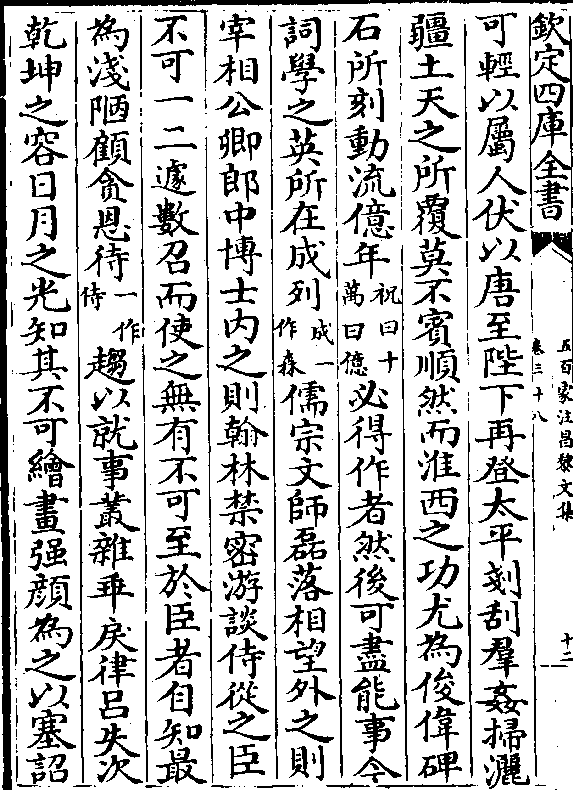 欽定四庫全書
五百家注昌黎文集
卷三十八
十二
可輕以屬人伏以唐至陛下再登太平剗刮羣姦掃灑
疆土天之所覆莫不賓順然而淮西之功尤為俊偉碑
石所刻動流億年祝曰十萬曰億必得作者然後可盡能事今
詞學之英所在成列成一作森儒宗文師磊落相望外之則
宰相公卿郎中博士内之則翰林禁密游談侍從之臣
不可一二遽數召而使之無有不可至於臣者自知最
為淺陋顧貪恩待一作侍趨以就事叢雜乖戾律呂失次
乾坤之容日月之光知其不可繪畫强顔為之以塞詔